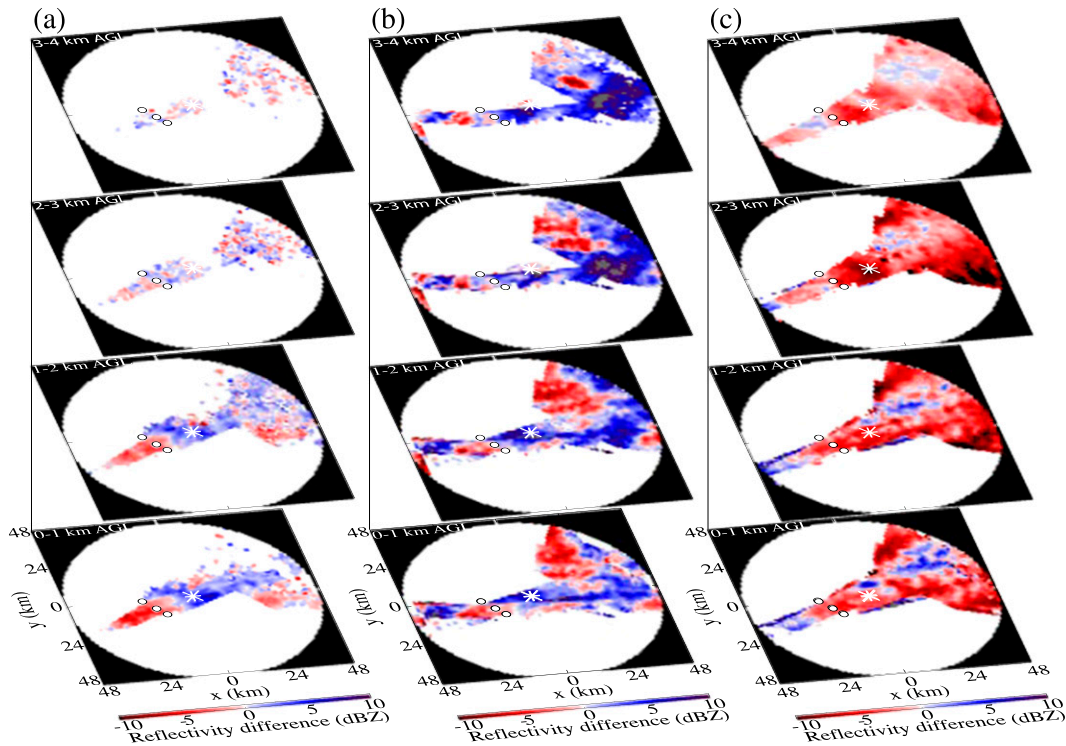 (a) (b) (c)
3-4 km AGL 3-4 km AGL 3-4 km AGL
2-3 km AGL 2-3 km AGL 2-3 km AGL
1-2 km AGL 1-2 km AGL 1-2 km AGL
48 48 48
0-1 km AGL 0-1 km AGL 0-1 km AGL
24 24 24
y (km) y (km) y (km)
0 0 0
24 24 24
48 48 48
48 24 0 24 48 48 24 0 24 48 48 24 0 24 48
x (km) x (km) x (km)
-10 -5 0 5 10 -10 -5 0 5 10 -10 -5 0 5 10
Reflectivity difference (dBZ) Reflectivity difference (dBZ) Reflectivity difference (dBZ)